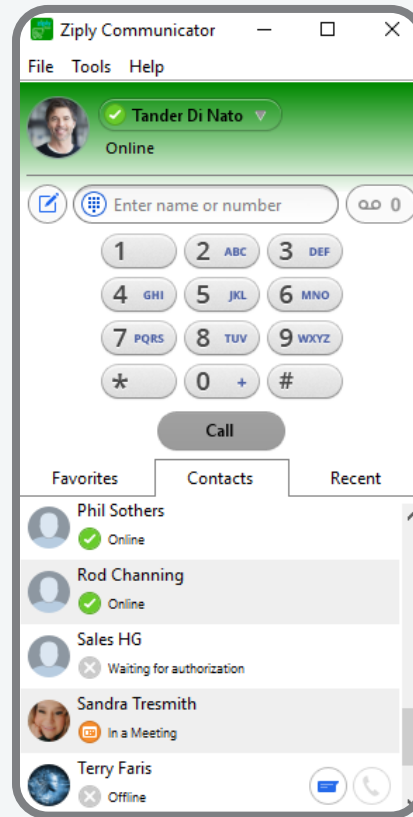 Ziply Communicator
File Tools Help
Tander Di Nato
Online
Enter name or number
0
1
2 ABC
3 DEF
4 GHI
5 JKL
6 MNO
7 PQRS
8 TUV
9 WXYZ
*
0 +
#
Call
Favorites Contacts Recent
Phil Sothers
Online
Rod Channing
Online
Sales HG
Waiting for authorization
Sandra Tresmith
In a Meeting
Terry Faris
Offline